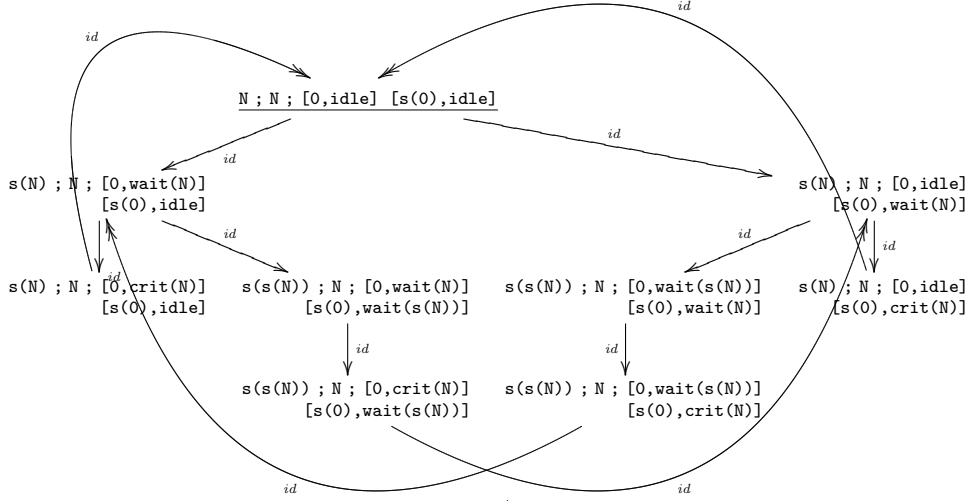 id
id
N ; N ; [0,idle] [s(0),idle]
id
id
s(N) ; N ; [0,wait(N)]
[s(0),idle]
s(N) ; N ; [0,idle]
[s(0),wait(N)]
id
id
id
id
s(N) ; N ; [0,crit(N)]
[s(0),idle]
s(s(N)) ; N ; [0,wait(N)]
[s(0),wait(s(N))]
s(s(N)) ; N ; [0,wait(s(N))]
[s(0),wait(N)]
s(N) ; N ; [0,idle]
[s(0),crit(N)]
id
id
s(s(N)) ; N ; [0,crit(N)]
[s(0),wait(s(N))]
s(s(N)) ; N ; [0,wait(s(N))]
[s(0),crit(N)]
id
id